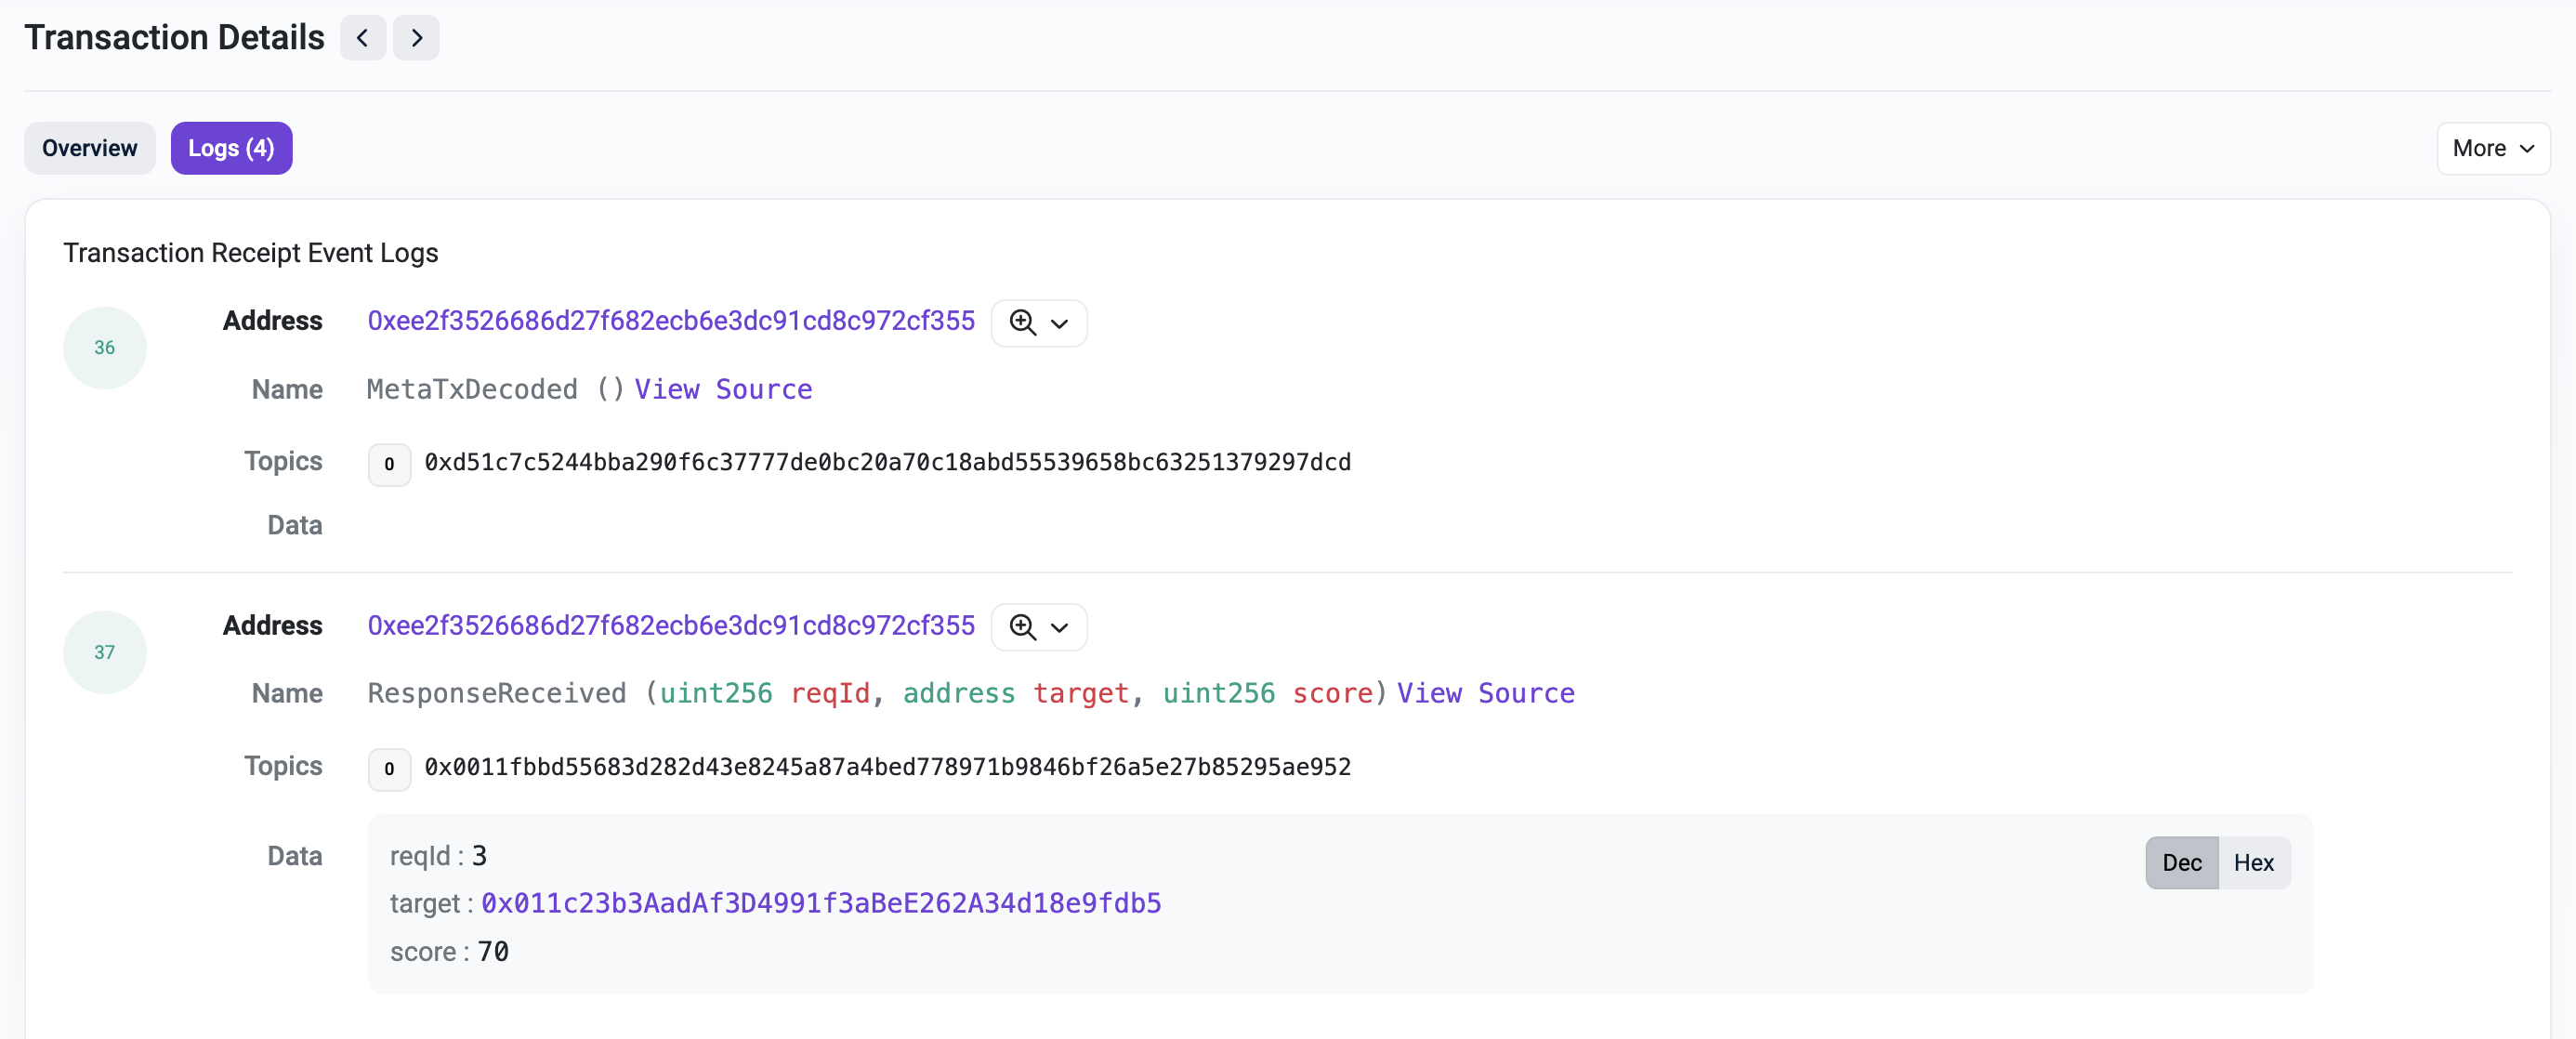 Transaction Details
Overview
Logs (4)
More
Transaction Receipt Event Logs
36
Address 0xee2f3526686d27f682ecb6e3dc91cd8c972cf355
Name MetaTxDecoded () View Source
Topics 0 0xd51c7c5244bba290f6c37777de0bc20a70c18abd55539658bc63251379297dcd
Data
37
Address 0xee2f3526686d27f682ecb6e3dc91cd8c972cf355
Name ResponseReceived (uint256 reqId, address target, uint256 score) View Source
Topics 0 0x0011fbbd55683d282d43e8245a87a4bed778971b9846bf26a5e27b85295ae952
Data reqId : 3
Dec Hex
target : 0x011c23b3AadAf3D4991f3aBeE262A34d18e9fdb5
score : 70